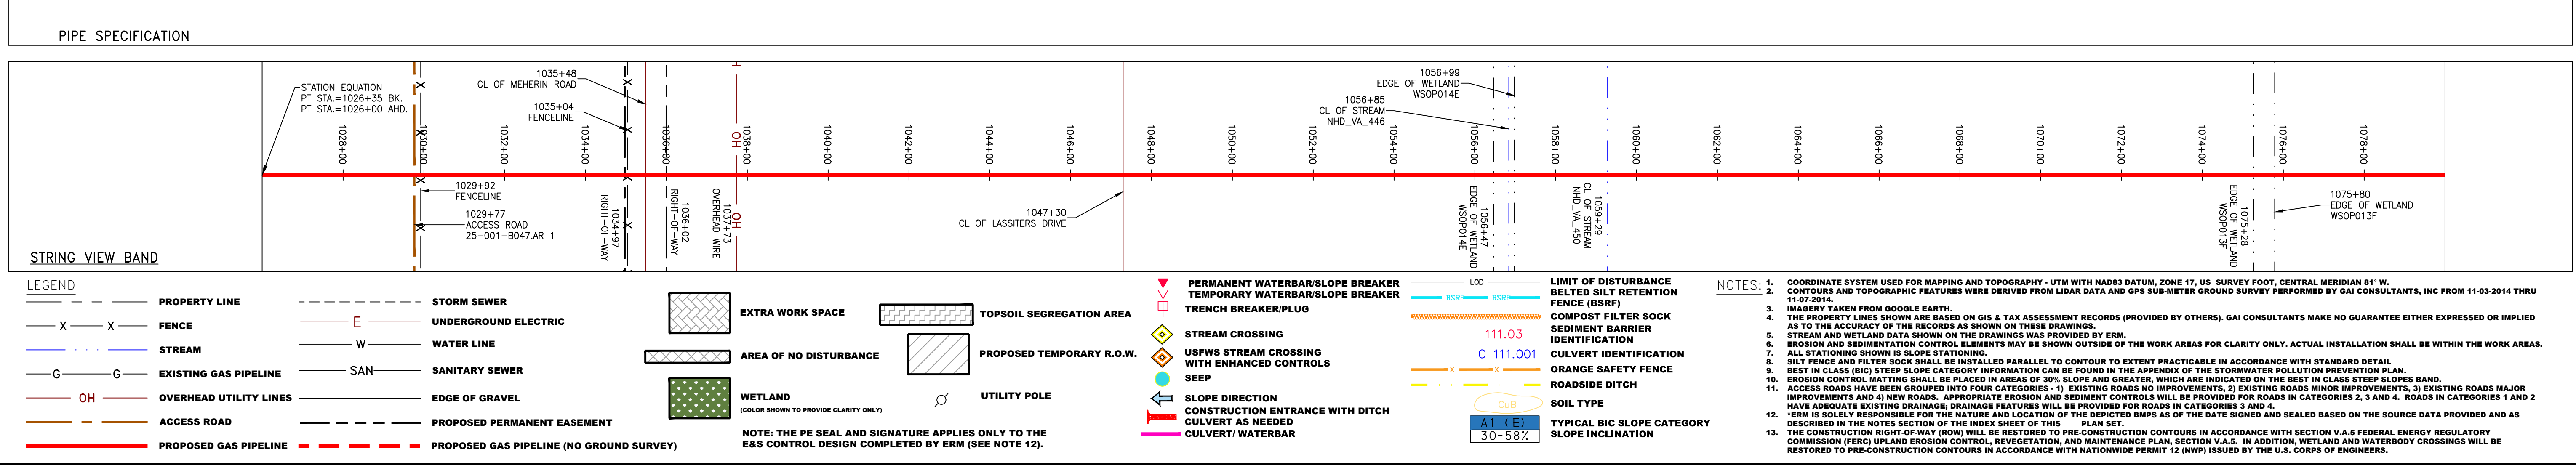 PIPE SPECIFICATION
STATION EQUATION
PT STA.=1026+35 BK.
PT STA.=1026+00 AHD.
1035+48
CL OF MEHERIN ROAD
1035+04
FENCELINE
1056+99
EDGE OF WETLAND
WSOP014E
1056+85
CL OF STREAM
NHD_VA_446
1028+00
1030+00
1032+00
1034+00
1036+00
1038+00
1040+00
1042+00
1044+00
1046+00
1048+00
1050+00
1052+00
1054+00
1056+00
1058+00
1060+00
1062+00
1064+00
1066+00
1068+00
1070+00
1072+00
1074+00
1076+00
1078+00
X
X
X
X
X
X
X
X
OH
OH
1029+92
FENCELINE
1029+77
ACCESS ROAD
25-001-B047.AR 1
1034+97
RIGHT-OF-WAY
1036+02
RIGHT-OF-WAY
1037+73
OVERHEAD WIRE
1047+30
CL OF LASSITERS DRIVE
1056+47
EDGE OF WETLAND
WSOP014E
1059+29
CL OF STREAM
NHD_VA_450
1075+28
EDGE OF WETLAND
WSOP013F
1075+80
EDGE OF WETLAND
WSOP013F
STRING VIEW BAND
LEGEND
PROPERTY LINE
X X FENCE
STREAM
G G EXISTING GAS PIPELINE
OH OVERHEAD UTILITY LINES
ACCESS ROAD
PROPOSED GAS PIPELINE
STORM SEWER
E UNDERGROUND ELECTRIC
W WATER LINE
SAN SANITARY SEWER
EDGE OF GRAVEL
PROPOSED PERMANENT EASEMENT
PROPOSED GAS PIPELINE (NO GROUND SURVEY)
EXTRA WORK SPACE
AREA OF NO DISTURBANCE
WETLAND
(COLOR SHOWN TO PROVIDE CLARITY ONLY)
TOPSOIL SEGREGATION AREA
PROPOSED TEMPORARY R.O.W.
UTILITY POLE
NOTE: THE PE SEAL AND SIGNATURE APPLIES ONLY TO THE
E&S CONTROL DESIGN COMPLETED BY ERM (SEE NOTE 12).
PERMANENT WATERBAR/SLOPE BREAKER
TEMPORARY WATERBAR/SLOPE BREAKER
TRENCH BREAKER/PLUG
STREAM CROSSING
USFWS STREAM CROSSING
WITH ENHANCED CONTROLS
SEEP
SLOPE DIRECTION
CONSTRUCTION ENTRANCE WITH DITCH
CULVERT AS NEEDED
CULVERT/ WATERBAR
LOD LIMIT OF DISTURBANCE
BSRF BSRF BELTED SILT RETENTION
FENCE (BSRF)
COMPOST FILTER SOCK
111.03 SEDIMENT BARRIER
IDENTIFICATION
C 111.001 CULVERT IDENTIFICATION
X X ORANGE SAFETY FENCE
ROADSIDE DITCH
CuB SOIL TYPE
A1 (E) TYPICAL BIC SLOPE CATEGORY
30-58% SLOPE INCLINATION
NOTES:
1. COORDINATE SYSTEM USED FOR MAPPING AND TOPOGRAPHY - UTM WITH NAD83 DATUM, ZONE 17, US SURVEY FOOT, CENTRAL MERIDIAN 81° W.
2. CONTOURS AND TOPOGRAPHIC FEATURES WERE DERIVED FROM LIDAR DATA AND GPS SUB-METER GROUND SURVEY PERFORMED BY GAI CONSULTANTS, INC FROM 11-03-2014 THRU
11-07-2014.
3. IMAGERY TAKEN FROM GOOGLE EARTH.
4. THE PROPERTY LINES SHOWN ARE BASED ON GIS & TAX ASSESSMENT RECORDS (PROVIDED BY OTHERS). GAI CONSULTANTS MAKE NO GUARANTEE EITHER EXPRESSED OR IMPLIED
AS TO THE ACCURACY OF THE RECORDS AS SHOWN ON THESE DRAWINGS.
5. STREAM AND WETLAND DATA SHOWN ON THE DRAWINGS WAS PROVIDED BY ERM.
6. EROSION AND SEDIMENTATION CONTROL ELEMENTS MAY BE SHOWN OUTSIDE OF THE WORK AREAS FOR CLARITY ONLY. ACTUAL INSTALLATION SHALL BE WITHIN THE WORK AREAS.
7. ALL STATIONING SHOWN IS SLOPE STATIONING.
8. SILT FENCE AND FILTER SOCK SHALL BE INSTALLED PARALLEL TO CONTOUR TO EXTENT PRACTICABLE IN ACCORDANCE WITH STANDARD DETAIL
9. BEST IN CLASS (BIC) STEEP SLOPE CATEGORY INFORMATION CAN BE FOUND IN THE APPENDIX OF THE STORMWATER POLLUTION PREVENTION PLAN.
10. EROSION CONTROL MATTING SHALL BE PLACED IN AREAS OF 30% SLOPE AND GREATER, WHICH ARE INDICATED ON THE BEST IN CLASS STEEP SLOPES BAND.
11. ACCESS ROADS HAVE BEEN GROUPED INTO FOUR CATEGORIES - 1) EXISTING ROADS NO IMPROVEMENTS, 2) EXISTING ROADS MINOR IMPROVEMENTS, 3) EXISTING ROADS MAJOR
IMPROVEMENTS AND 4) NEW ROADS. APPROPRIATE EROSION AND SEDIMENT CONTROLS WILL BE PROVIDED FOR ROADS IN CATEGORIES 2, 3 AND 4. ROADS IN CATEGORIES 1 AND 2
HAVE ADEQUATE EXISTING DRAINAGE; DRAINAGE FEATURES WILL BE PROVIDED FOR ROADS IN CATEGORIES 3 AND 4.
12. *ERM IS SOLELY RESPONSIBLE FOR THE NATURE AND LOCATION OF THE DEPICTED BMPS AS OF THE DATE SIGNED AND SEALED BASED ON THE SOURCE DATA PROVIDED AND AS
DESCRIBED IN THE NOTES SECTION OF THE INDEX SHEET OF THIS PLAN SET.
13. THE CONSTRUCTION RIGHT-OF-WAY (ROW) WILL BE RESTORED TO PRE-CONSTRUCTION CONTOURS IN ACCORDANCE WITH SECTION V.A.5 FEDERAL ENERGY REGULATORY
COMMISSION (FERC) UPLAND EROSION CONTROL, REVEGETATION, AND MAINTENANCE PLAN, SECTION V.A.5. IN ADDITION, WETLAND AND WATERBODY CROSSINGS WILL BE
RESTORED TO PRE-CONSTRUCTION CONTOURS IN ACCORDANCE WITH NATIONWIDE PERMIT 12 (NWP) ISSUED BY THE U.S. CORPS OF ENGINEERS.